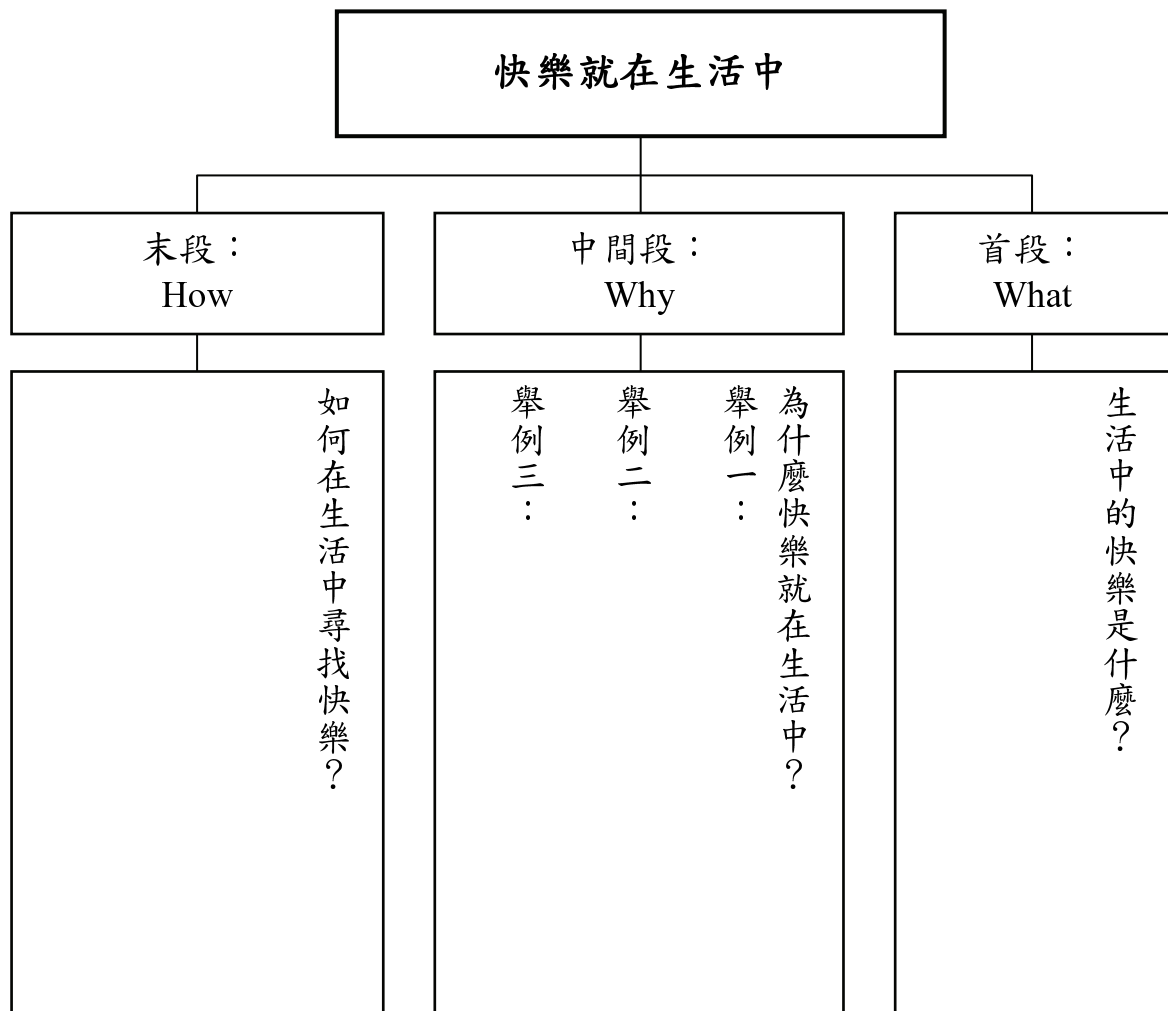 快樂就在生活中
首段：
What
生活中的快樂是什麼？
中間段：
Why
為什麼快樂就在生活中？
舉例一：
舉例二：
舉例三：
末段：
How
如何在生活中尋找快樂？